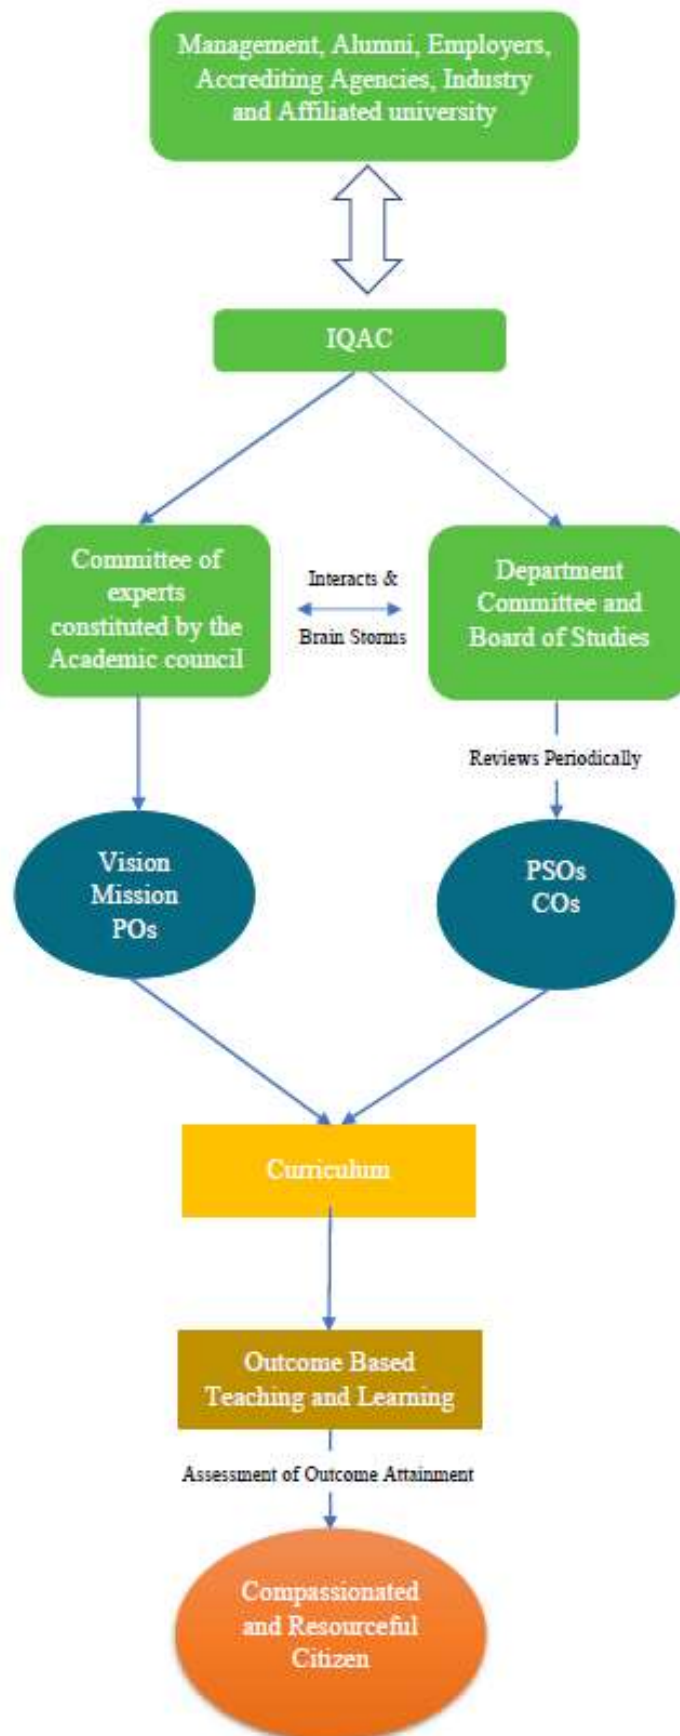 Management, Alumni, Employers,
Accrediting Agencies, Industry
and Affiliated university
IQAC
Committee of
experts
constituted by the
Academic council
Interacts &
Brain Storms
Department
Committee and
Board of Studies
Reviews Periodically
Vision
Mission
POs
PSOs
COs
Curriculum
Outcome Based
Teaching and Learning
Assessment of Outcome Attainment
Compassionated
and Resourceful
Citizen